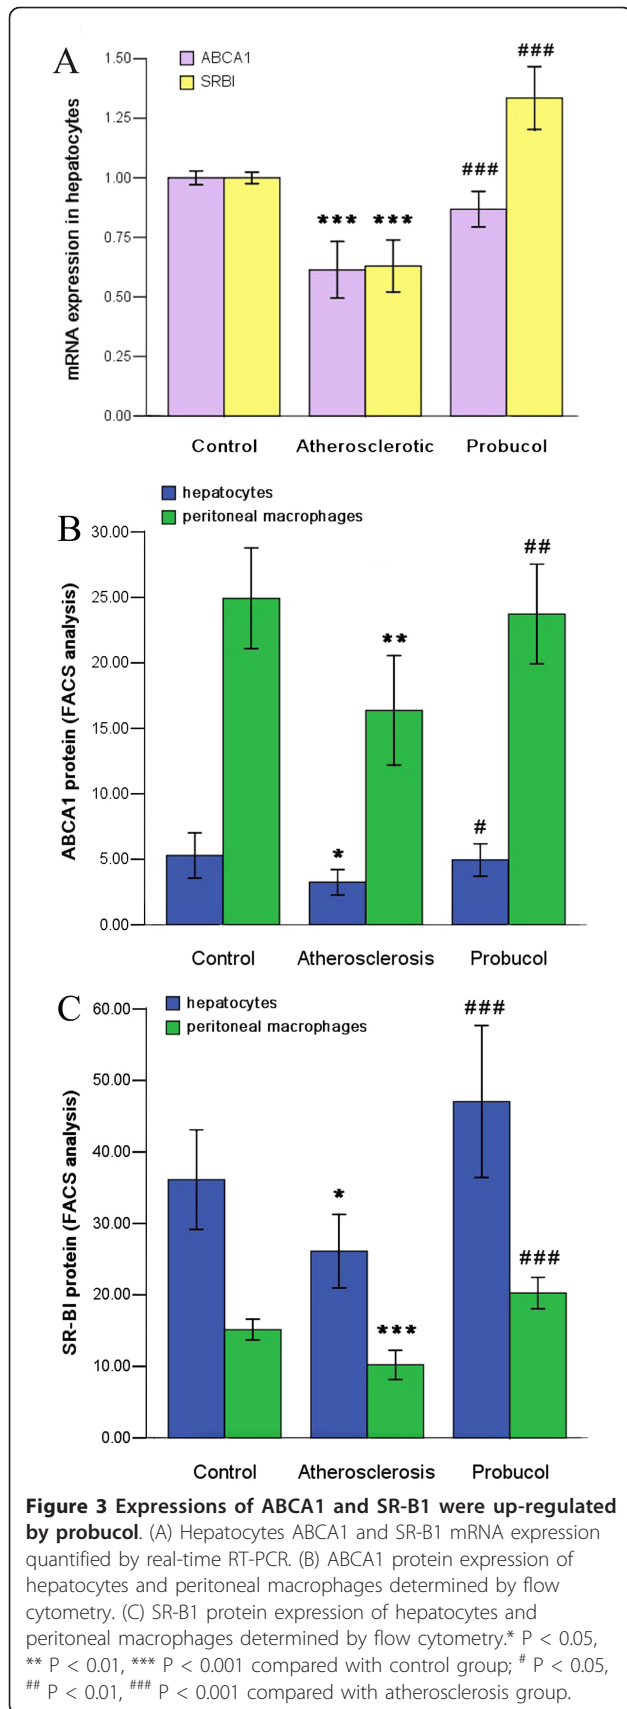 A
ABCA1
SRBI
mRNA expression in hepatocytes
1.50
1.25
1.00
0.75
0.50
0.25
0.00
*** ***
###
###
Control Atherosclerotic Probucol
B
hepatocytes
peritoneal macrophages
ABCA1 protein (FACS analysis)
30.00
25.00
20.00
15.00
10.00
5.00
0.00
*
**
#
##
Control Atherosclerosis Probucol
C
hepatocytes
peritoneal macrophages
SR-BI protein (FACS analysis)
60.00
50.00
40.00
30.00
20.00
10.00
0.00
*
***
###
###
Control Atherosclerosis Probucol
Figure 3 Expressions of ABCA1 and SR-B1 were up-regulated
by probucol. (A) Hepatocytes ABCA1 and SR-B1 mRNA expression
quantified by real-time RT-PCR. (B) ABCA1 protein expression of
hepatocytes and peritoneal macrophages determined by flow
cytometry. (C) SR-B1 protein expression of hepatocytes and
peritoneal macrophages determined by flow cytometry.* P < 0.05,
** P < 0.01, *** P < 0.001 compared with control group; # P < 0.05,
## P < 0.01, ### P < 0.001 compared with atherosclerosis group.